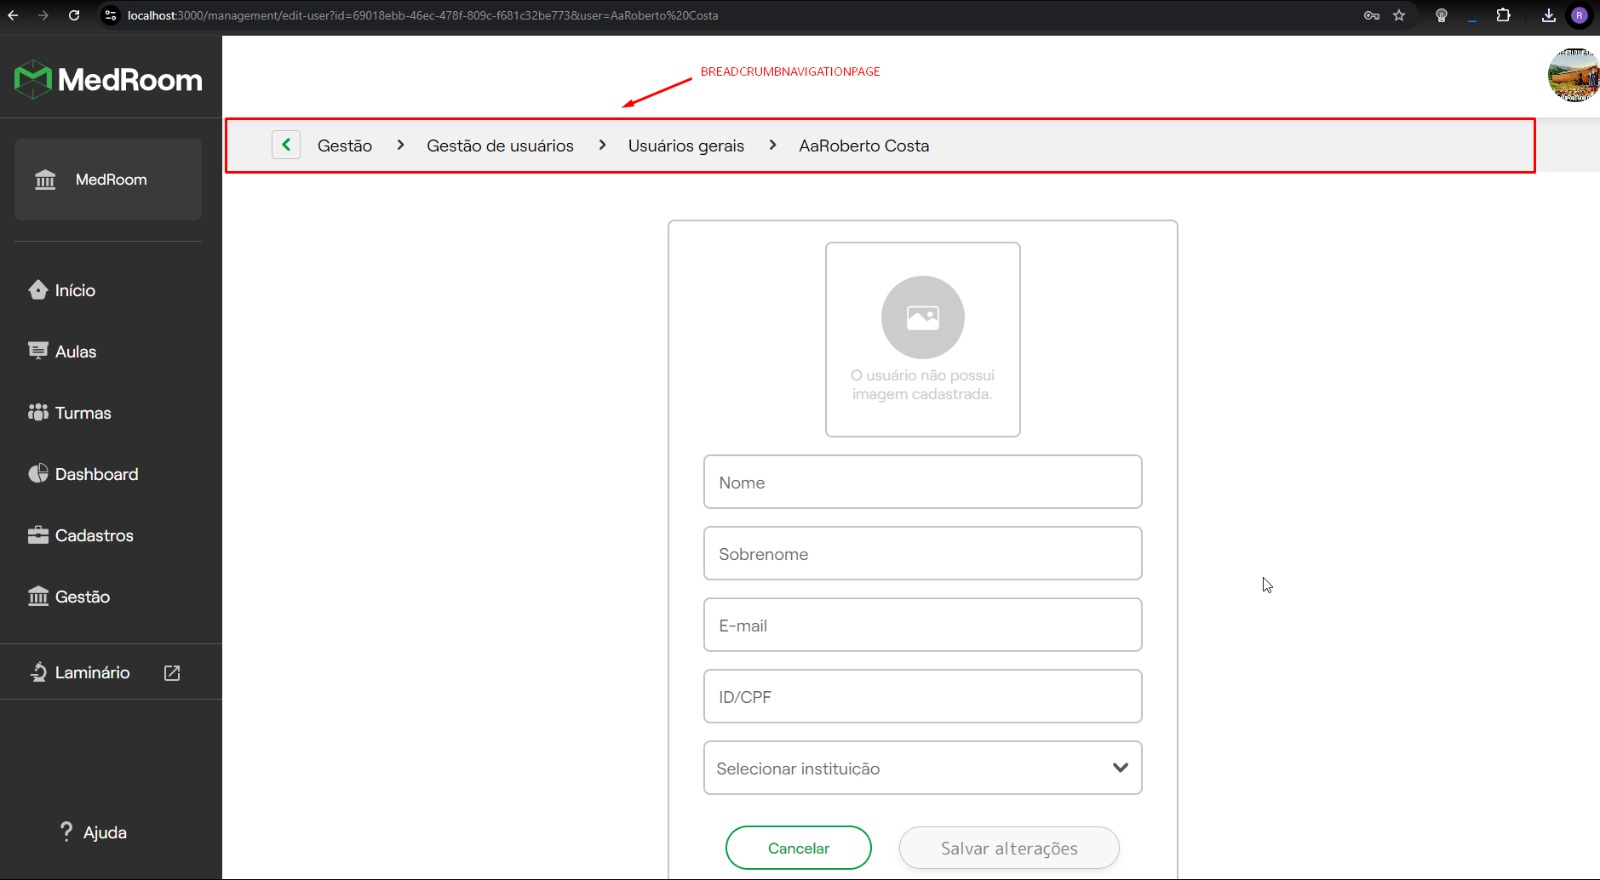 localhost:3000/management/edit-user?id=69018ebb-46ec-478f-809c-f681c32be773&user=AaRoberto%20Costa
R
MedRoom
BREADCRUMBNAVIGATIONPAGE
Gestão > Gestão de usuários > Usuários gerais > AaRoberto Costa
MedRoom
Início
Aulas
Turmas
Dashboard
Cadastros
Gestão
Laminário
? Ajuda
O usuário não possui
imagem cadastrada.
Nome
Sobrenome
E-mail
ID/CPF
Selecionar instituição
Cancelar
Salvar alterações